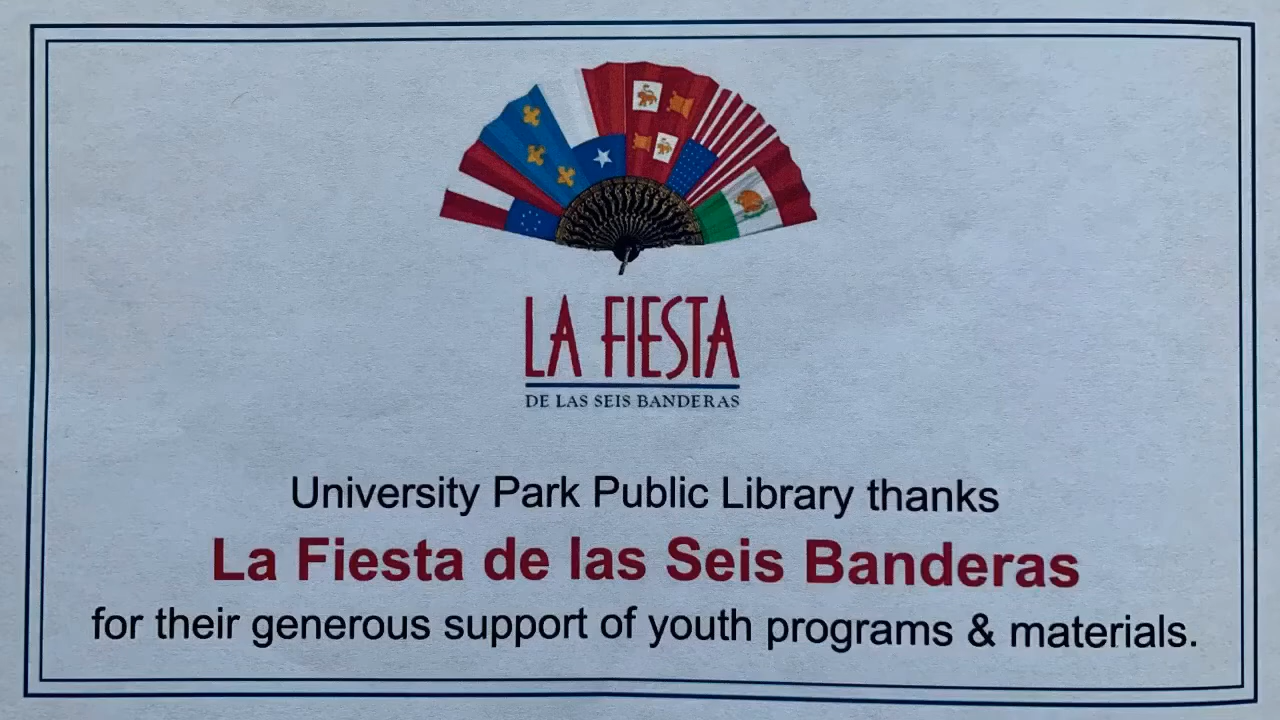 LA FIESTA
DE LAS SEIS BANDERAS
University Park Public Library thanks
La Fiesta de las Seis Banderas
for their generous support of youth programs & materials.